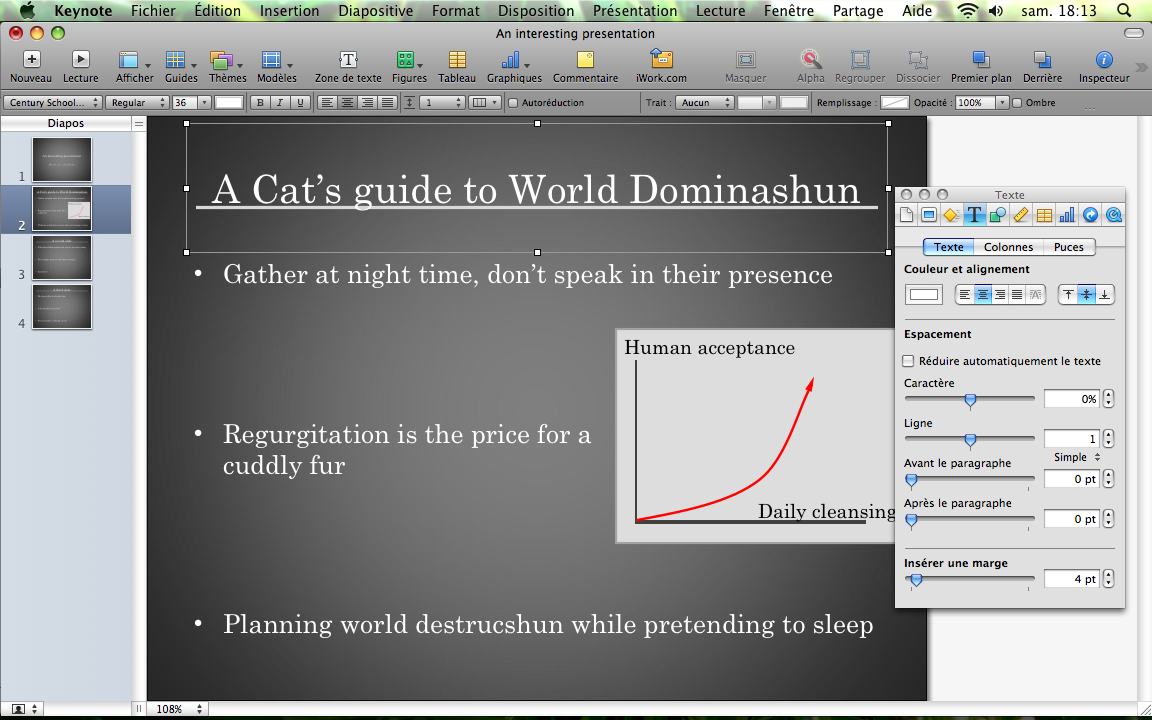 Keynote Fichier Édition Insertion Diapositive Format Disposition Présentation Lecture Fenêtre Partage Aide sam. 18:13
An interesting presentation
Nouveau Lecture Afficher Guides Thèmes Modèles Zone de texte Figures Tableau Graphiques Commentaire iWork.com Masquer Alpha Regrouper Dissocier Premier plan Derrière Inspecteur
Century School... Regular 36 B I U 1 Autoréduction Trait : Aucun Remplissage : Opacité : 100% Ombre
Diapos
1
2
3
4
A Cat’s guide to World Dominashun
• Gather at night time, don’t speak in their presence
Human acceptance
• Regurgitation is the price for a
cuddly fur
Daily cleansing
• Planning world destrucshun while pretending to sleep
Texte
Texte Colonnes Puces
Couleur et alignement
Espacement
Réduire automatiquement le texte
Caractère
0%
Ligne
1
Simple
Avant le paragraphe
0 pt
Après le paragraphe
0 pt
Insérer une marge
4 pt
108%